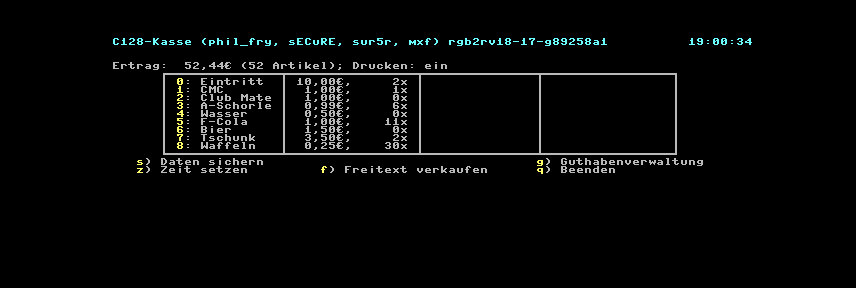 C128-Kasse (phil_fry, sECuRE, sur5r, mxf) rgb2rv18-17-g89258a1 19:00:34
Ertrag: 52,44€ (52 Artikel); Drucken: ein
0: Eintritt 10,00€, 2x
1: CMC 1,00€, 1x
2: Club Mate 1,00€, 0x
3: A-Schorle 0,99€, 6x
4: Wasser 0,50€, 0x
5: F-Cola 1,00€, 11x
6: Bier 1,50€, 0x
7: Tschunk 3,50€, 2x
8: Waffeln 0,25€, 30x
s) Daten sichern g) Guthabenverwaltung
z) Zeit setzen f) Freitext verkaufen q) Beenden